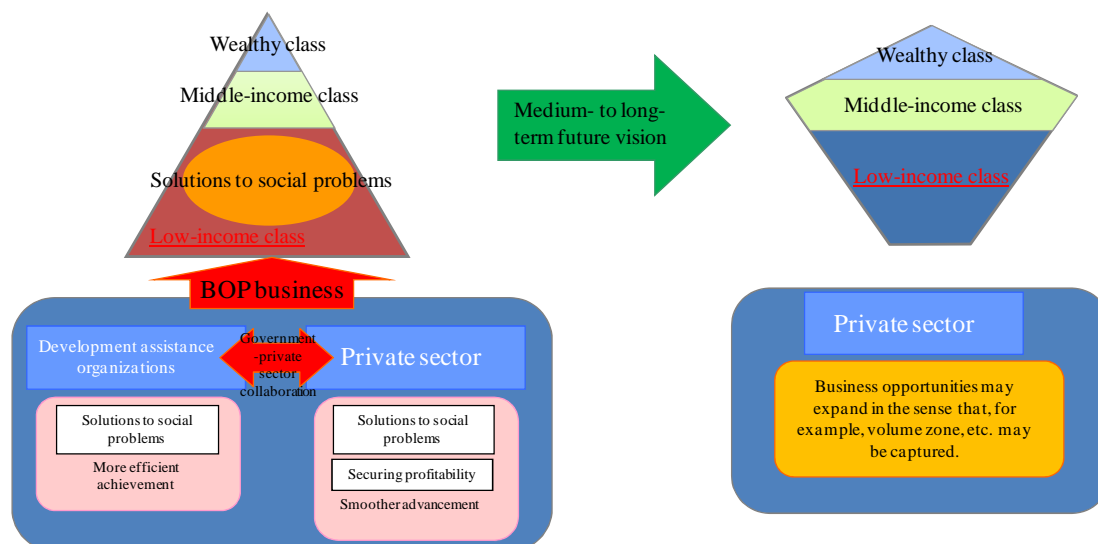 Wealthy class
Middle-income class
Solutions to social problems
Low-income class
BOP business
Development assistance
organizations
Government
-private
sector
collaboration
Private sector
Solutions to social
problems
More efficient
achievement
Solutions to social
problems
Securing profitability
Smoother advancement
Medium- to long-
term future vision
Wealthy class
Middle-income class
Low-income class
Private sector
Business opportunities may
expand in the sense that, for
example, volume zone, etc. may
be captured.